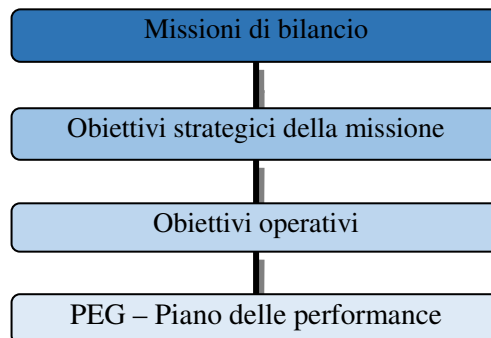 Missioni di bilancio
Obiettivi strategici della missione
Obiettivi operativi
PEG – Piano delle performance